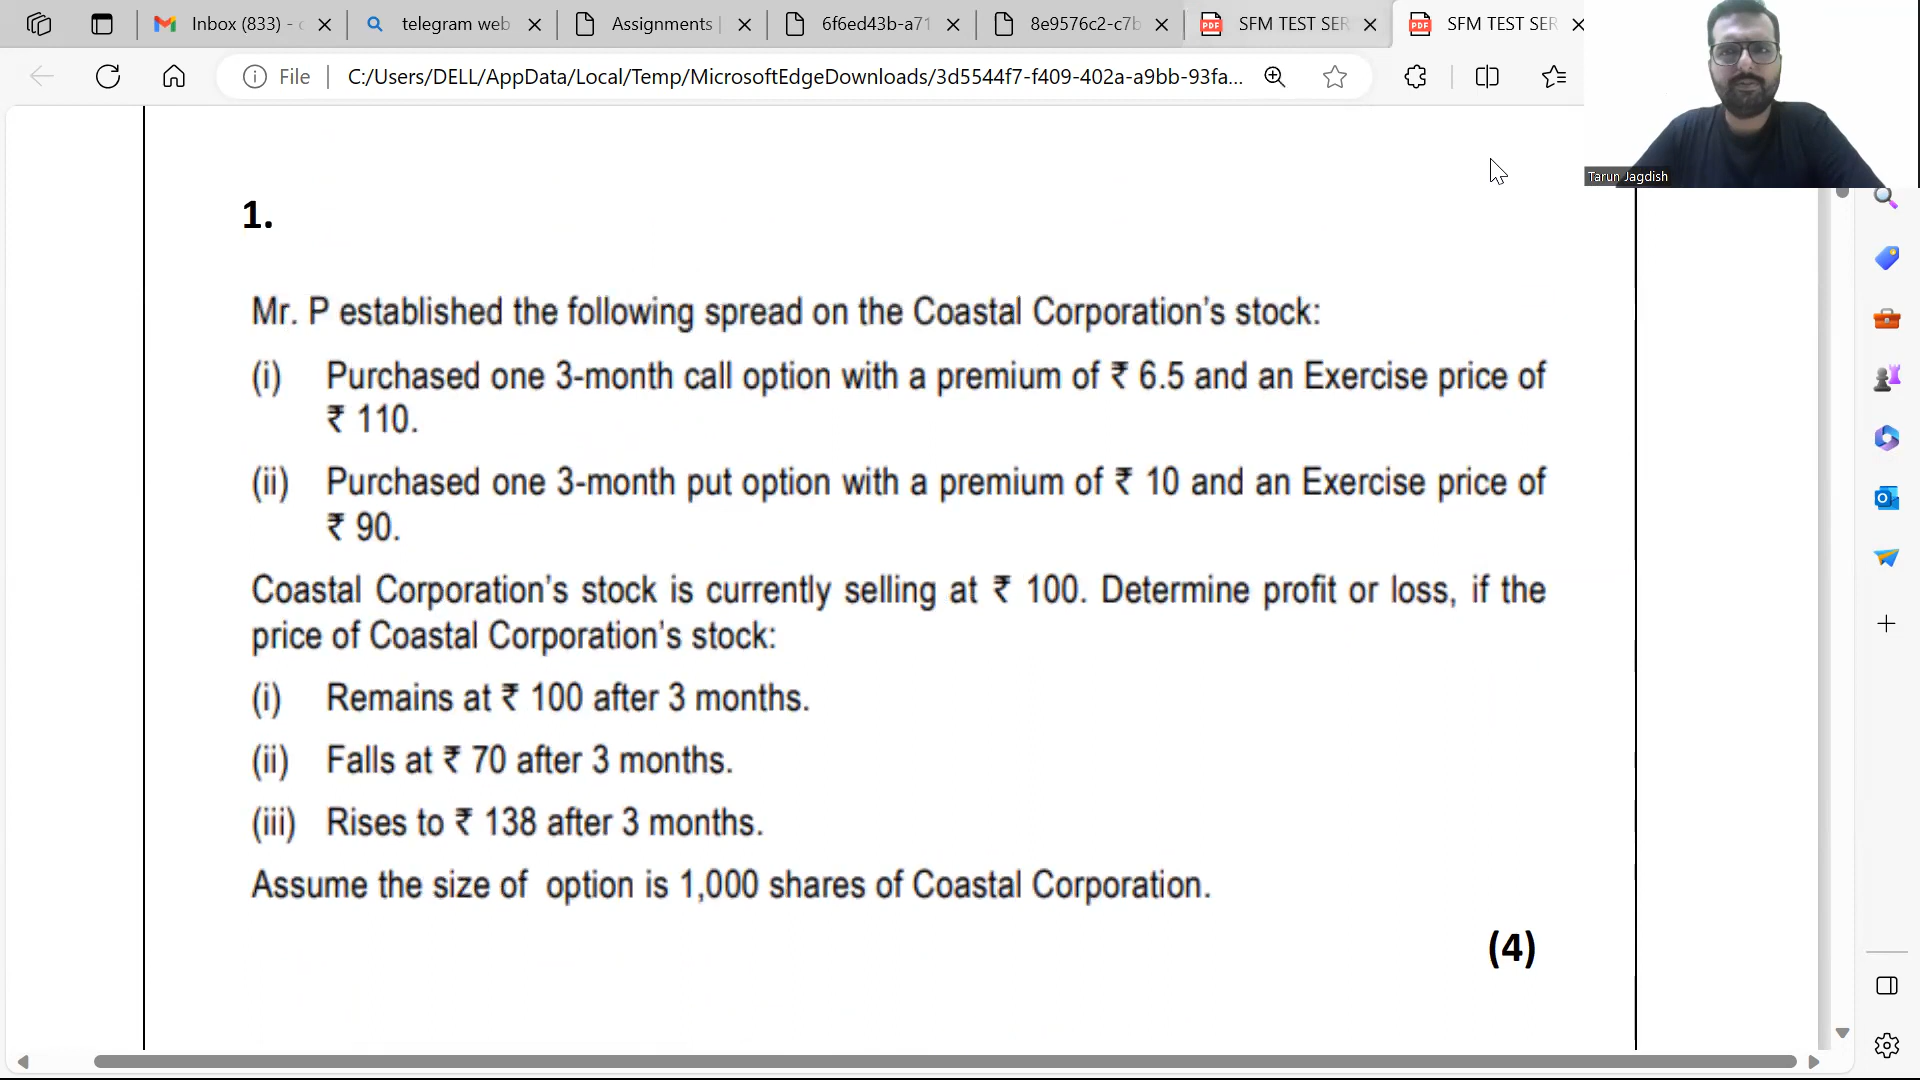 Inbox (833) - c
telegram web
Assignments |
6f6ed43b-a71
8e9576c2-c7b
SFM TEST SER
SFM TEST SER
File
C:/Users/DELL/AppData/Local/Temp/MicrosoftEdgeDownloads/3d5544f7-f409-402a-a9bb-93fa...
Tarun Jagdish
1.
Mr. P established the following spread on the Coastal Corporation's stock:
(i) Purchased one 3-month call option with a premium of ₹ 6.5 and an Exercise price of
₹ 110.
(ii) Purchased one 3-month put option with a premium of ₹ 10 and an Exercise price of
₹ 90.
Coastal Corporation's stock is currently selling at ₹ 100. Determine profit or loss, if the
price of Coastal Corporation's stock:
(i) Remains at ₹ 100 after 3 months.
(ii) Falls at ₹ 70 after 3 months.
(iii) Rises to ₹ 138 after 3 months.
Assume the size of option is 1,000 shares of Coastal Corporation.
(4)